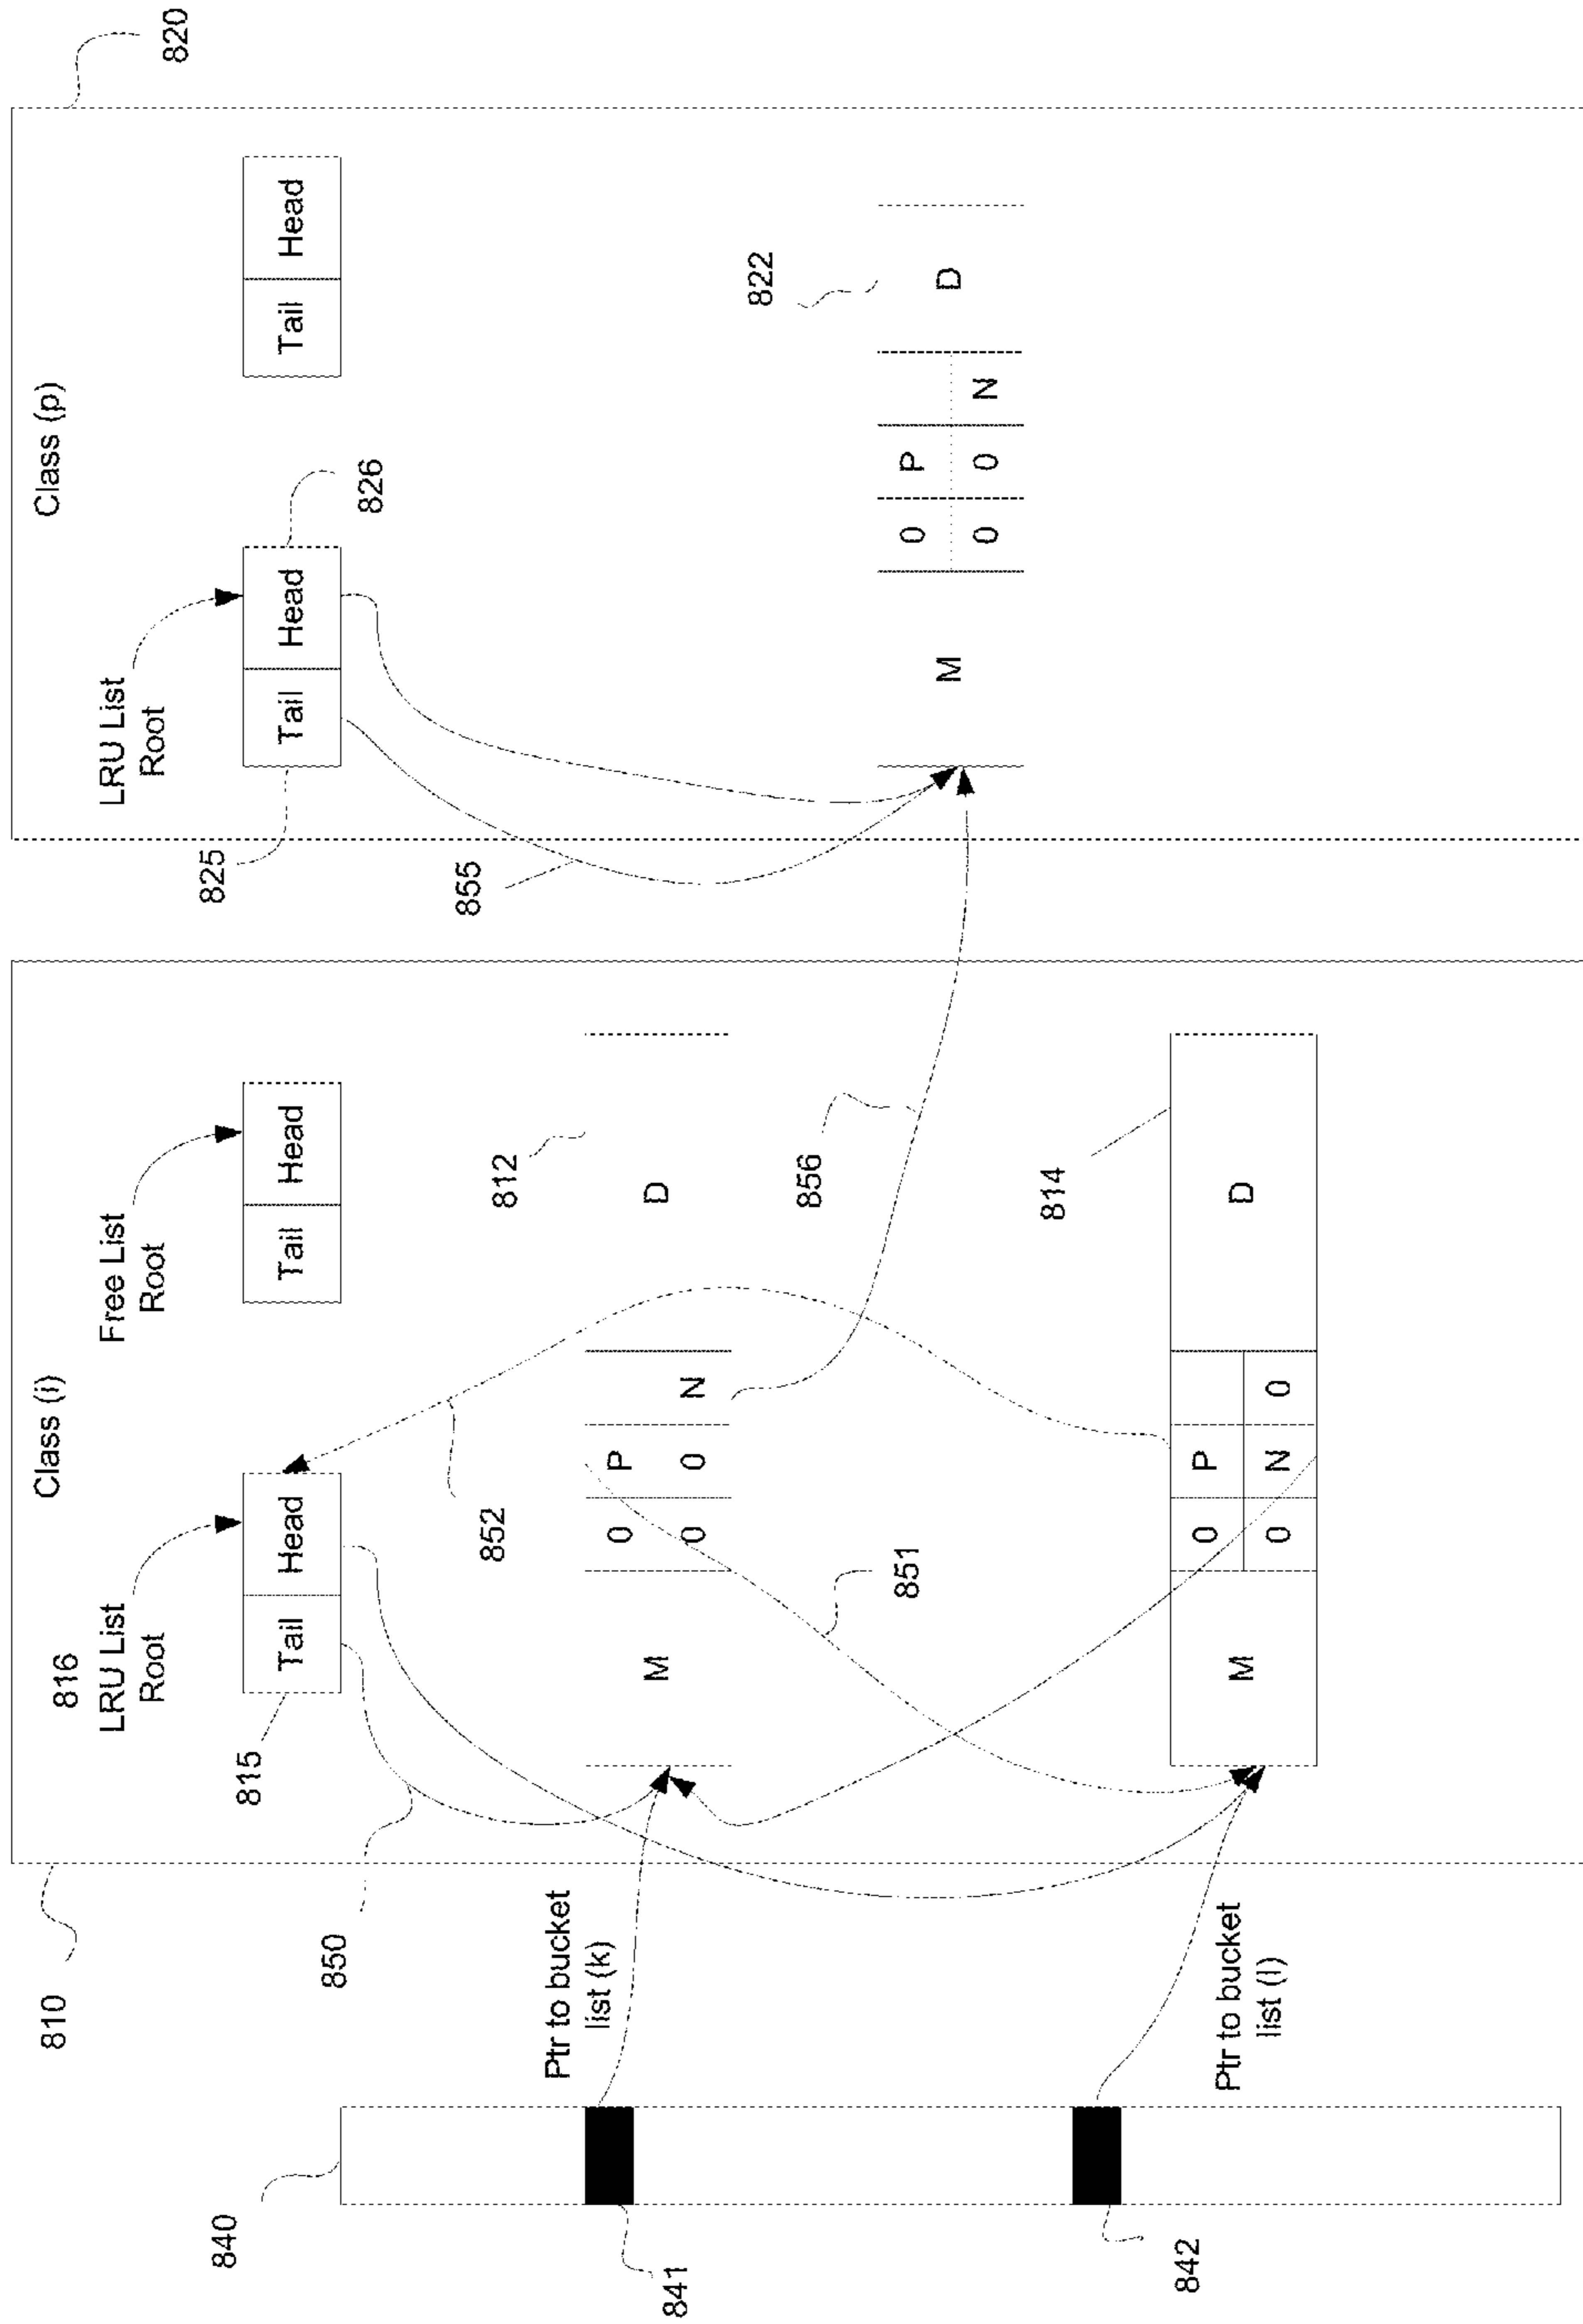 Class (i)
Class (p)
816
LRU List
Root
Free List
Root
LRU List
Root
Tail
Head
Tail
Head
Tail
Head
Tail
Head
810
815
825
826
820
850
852
855
840
Ptr to bucket
list (k)
841
M
0
P
0
0
N
D
812
822
851
856
M
0
P
0
0
N
D
842
Ptr to bucket
list (l)
M
0
P
0
N
0
D
814